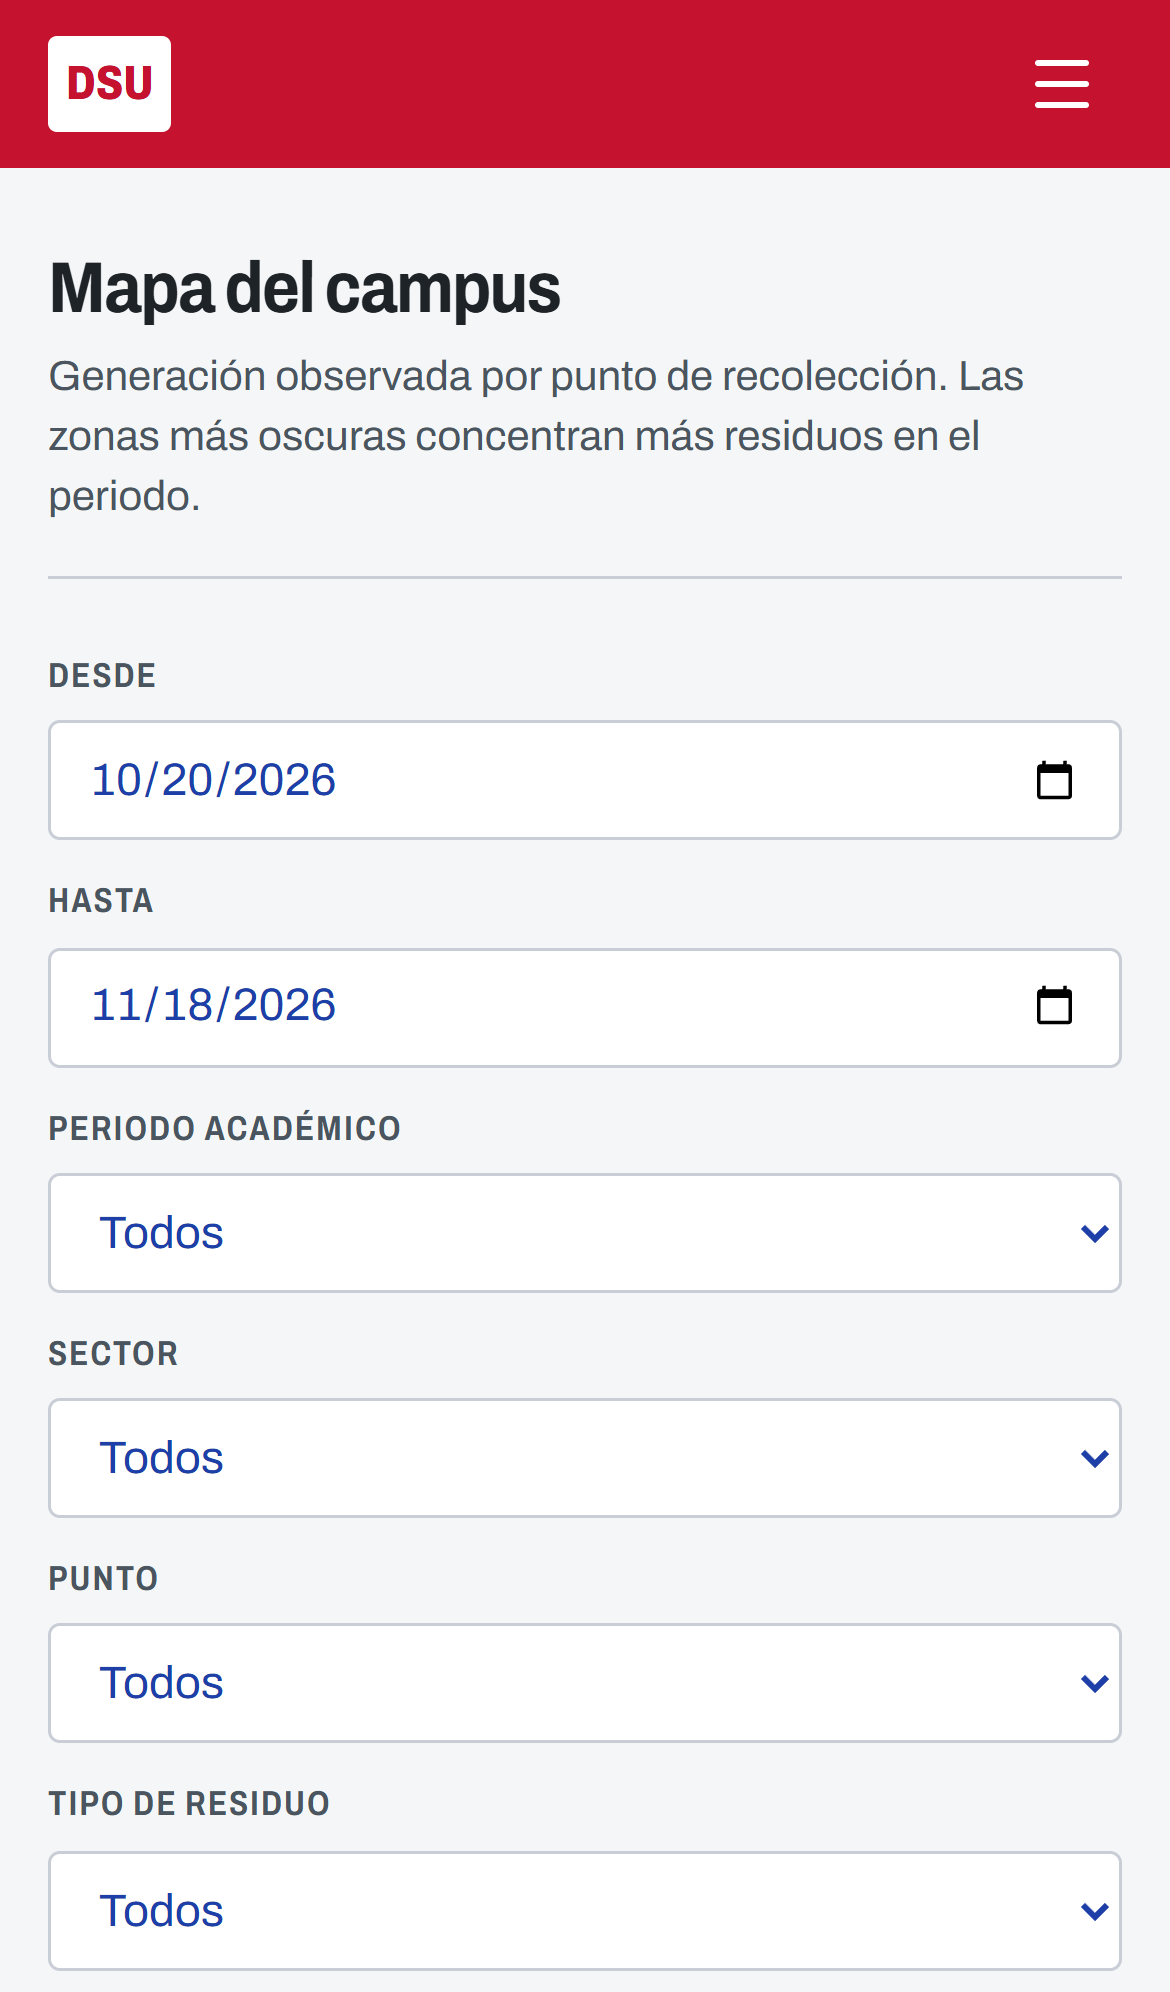 DSU
Mapa del campus
Generación observada por punto de recolección. Las
zonas más oscuras concentran más residuos en el
periodo.
DESDE
10/20/2026
HASTA
11/18/2026
PERIODO ACADÉMICO
Todos
SECTOR
Todos
PUNTO
Todos
TIPO DE RESIDUO
Todos